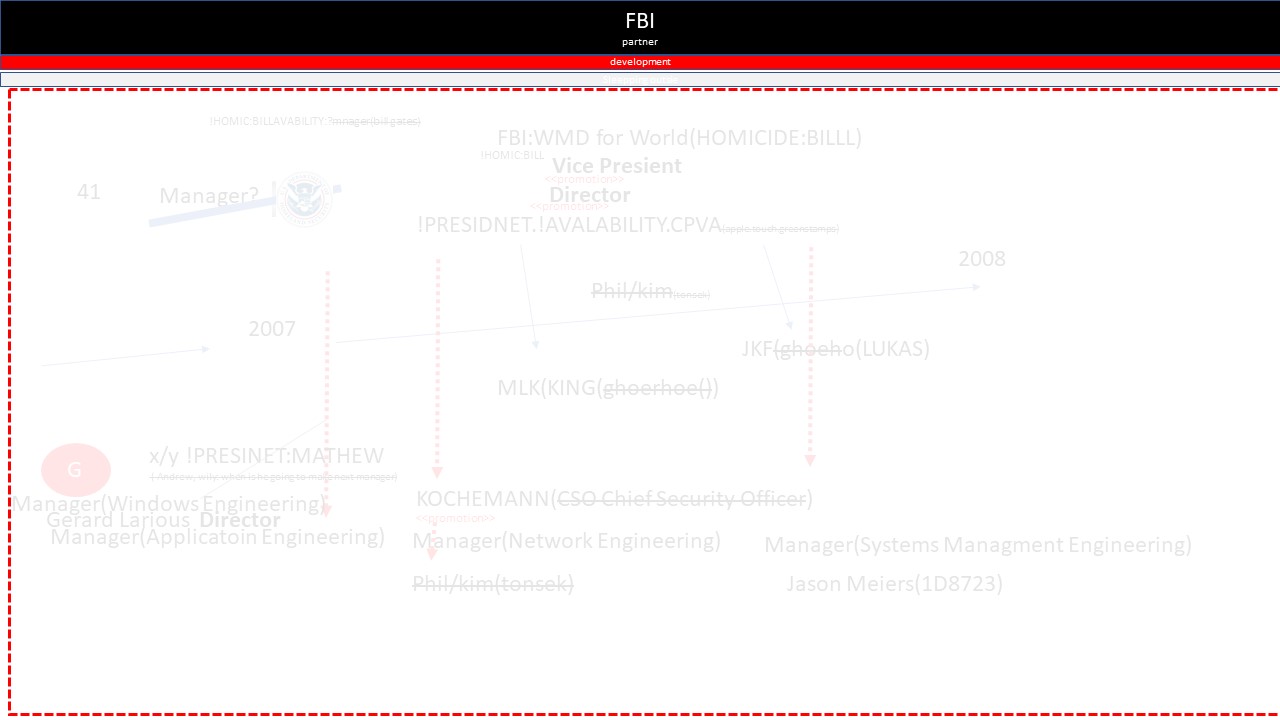 FBI
partner
development
!HOMIC:BILLAVABILITY:?mnager(bill.gates)
FBI:WMD for World(HOMICIDE:BILLL)
!HOMIC:BILL
Vice Presient
<<promotion>>
41
Manager?
Director
<<promotion>>
!PRESIDNET.!AVALABILITY.CPVA(apple.touch.greenstamps)
2008
Phil/kim(tonsek)
2007
JKF(ghoeho(LUKAS)
MLK(KING(ghoerhoe())
x/y !PRESINET:MATHEW
G
( Andrew, wily. when is he going to make next manager)
Manager(Windows Engineering)
KOCHEMANN(CSO Chief Security Officer)
Gerard Larious Director
<<promotion>>
Manager(Applicatoin Engineering)
Manager(Network Engineering)
Manager(Systems Managment Engineering)
Phil/kim(tonsek)
Jason Meiers(1D8723)